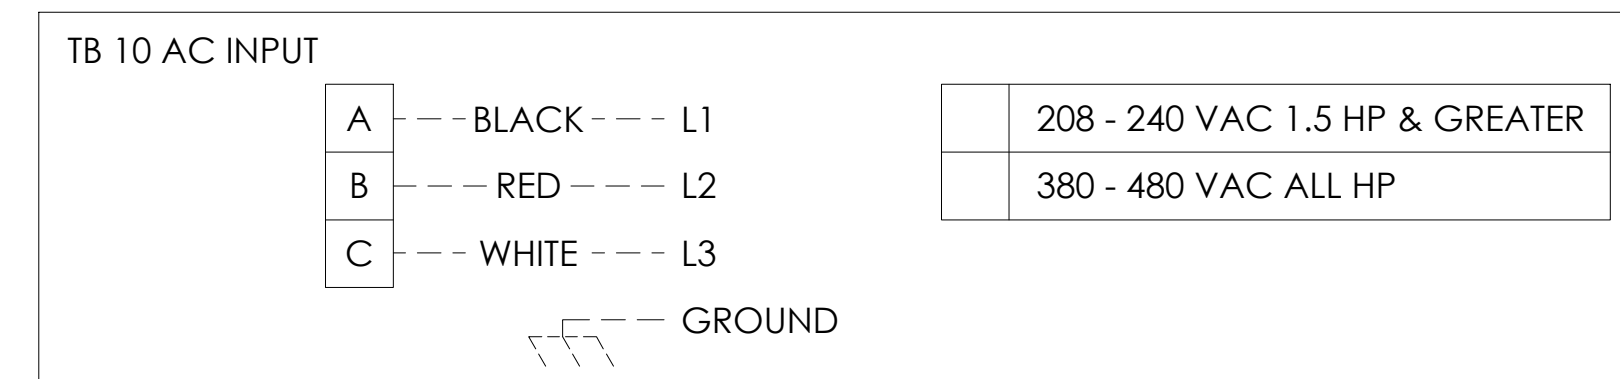 TB 10 AC INPUT
A BLACK L1
B RED L2
C WHITE L3
GROUND
208 - 240 VAC 1.5 HP & GREATER
380 - 480 VAC ALL HP